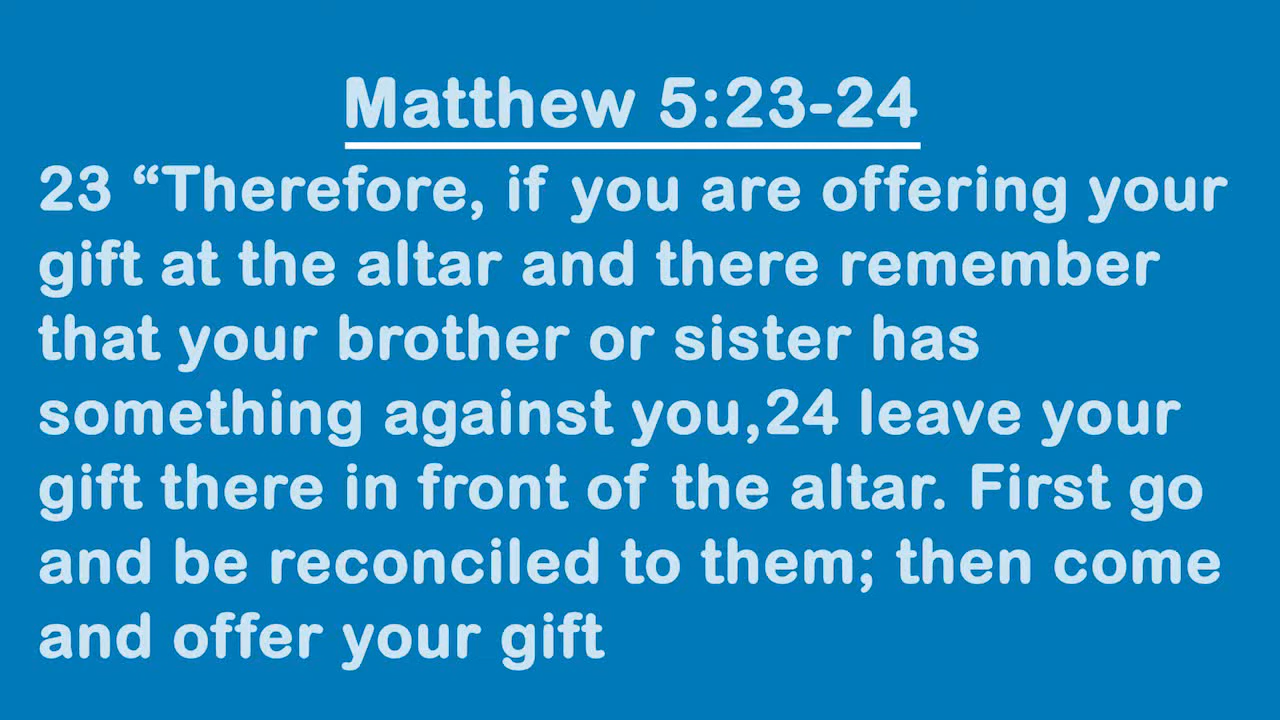 Matthew 5:23-24
23 “Therefore, if you are offering your
gift at the altar and there remember
that your brother or sister has
something against you,24 leave your
gift there in front of the altar. First go
and be reconciled to them; then come
and offer your gift